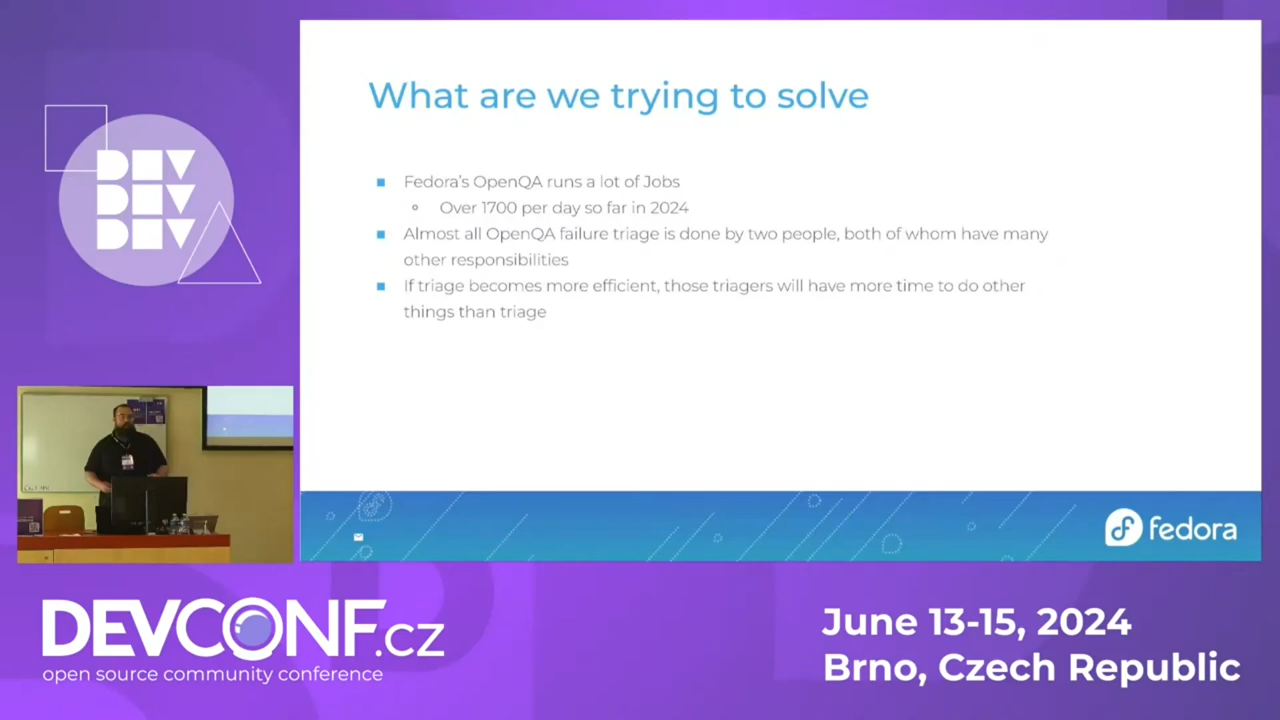 What are we trying to solve
Fedora's OpenQA runs a lot of Jobs
Over 1700 per day so far in 2024
Almost all OpenQA failure triage is done by two people, both of whom have many
other responsibilities
If triage becomes more efficient, those triagers will have more time to do other
things than triage
fedora
DEV
DEV
DEV
DEVCONF.CZ
open source community conference
June 13-15, 2024
Brno, Czech Republic